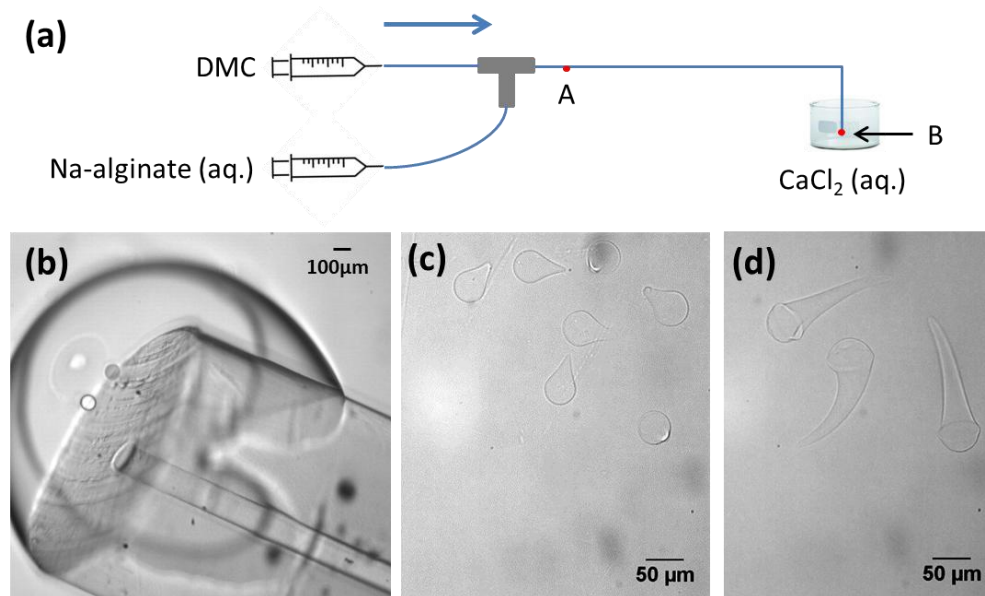 (a)
DMC
A
B
Na-alginate (aq.)
CaCl₂ (aq.)
(b)
100µm
(c)
50 µm
(d)
50 µm